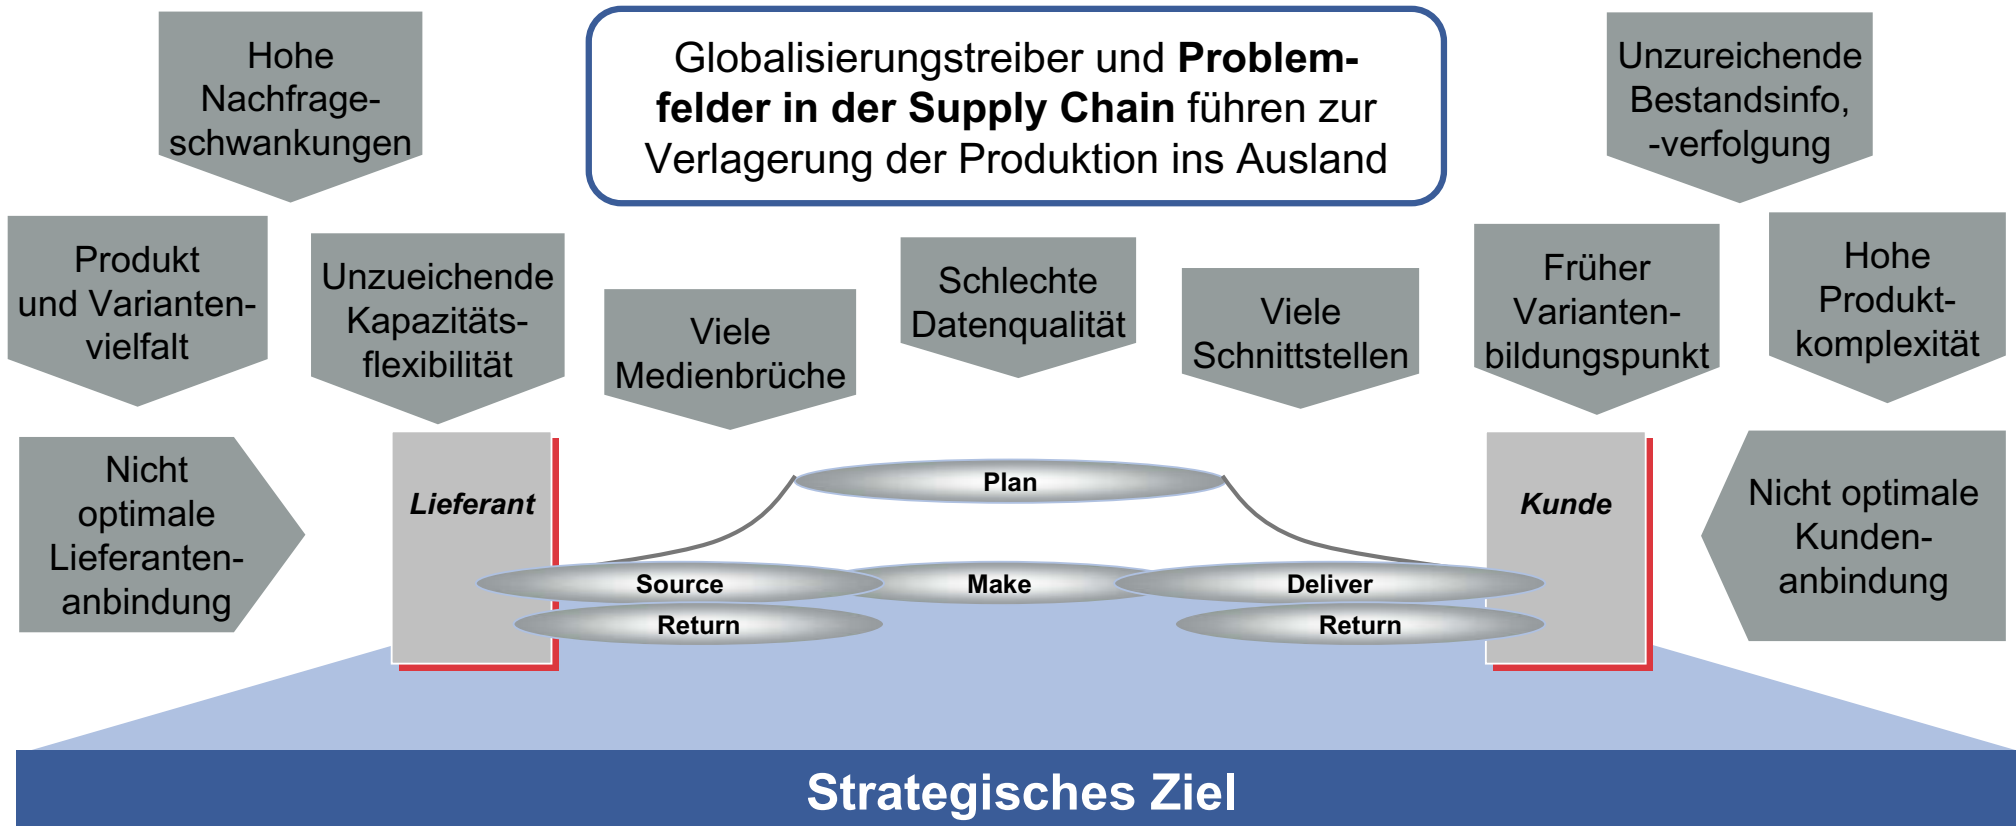 Hohe
Nachfrage-
schwankungen
Globalisierungstreiber und Problem-
felder in der Supply Chain führen zur
Verlagerung der Produktion ins Ausland
Unzureichende
Bestandsinfo,
-verfolgung
Produkt
und Varianten-
vielfalt
Unzueichende
Kapazitäts-
flexibilität
Viele
Medienbrüche
Schlechte
Datenqualität
Viele
Schnittstellen
Früher
Varianten-
bildungspunkt
Hohe
Produkt-
komplexität
Nicht
optimale
Lieferanten-
anbindung
Lieferant
Plan
Kunde
Nicht optimale
Kunden-
anbindung
Source
Make
Deliver
Return
Return
Strategisches Ziel